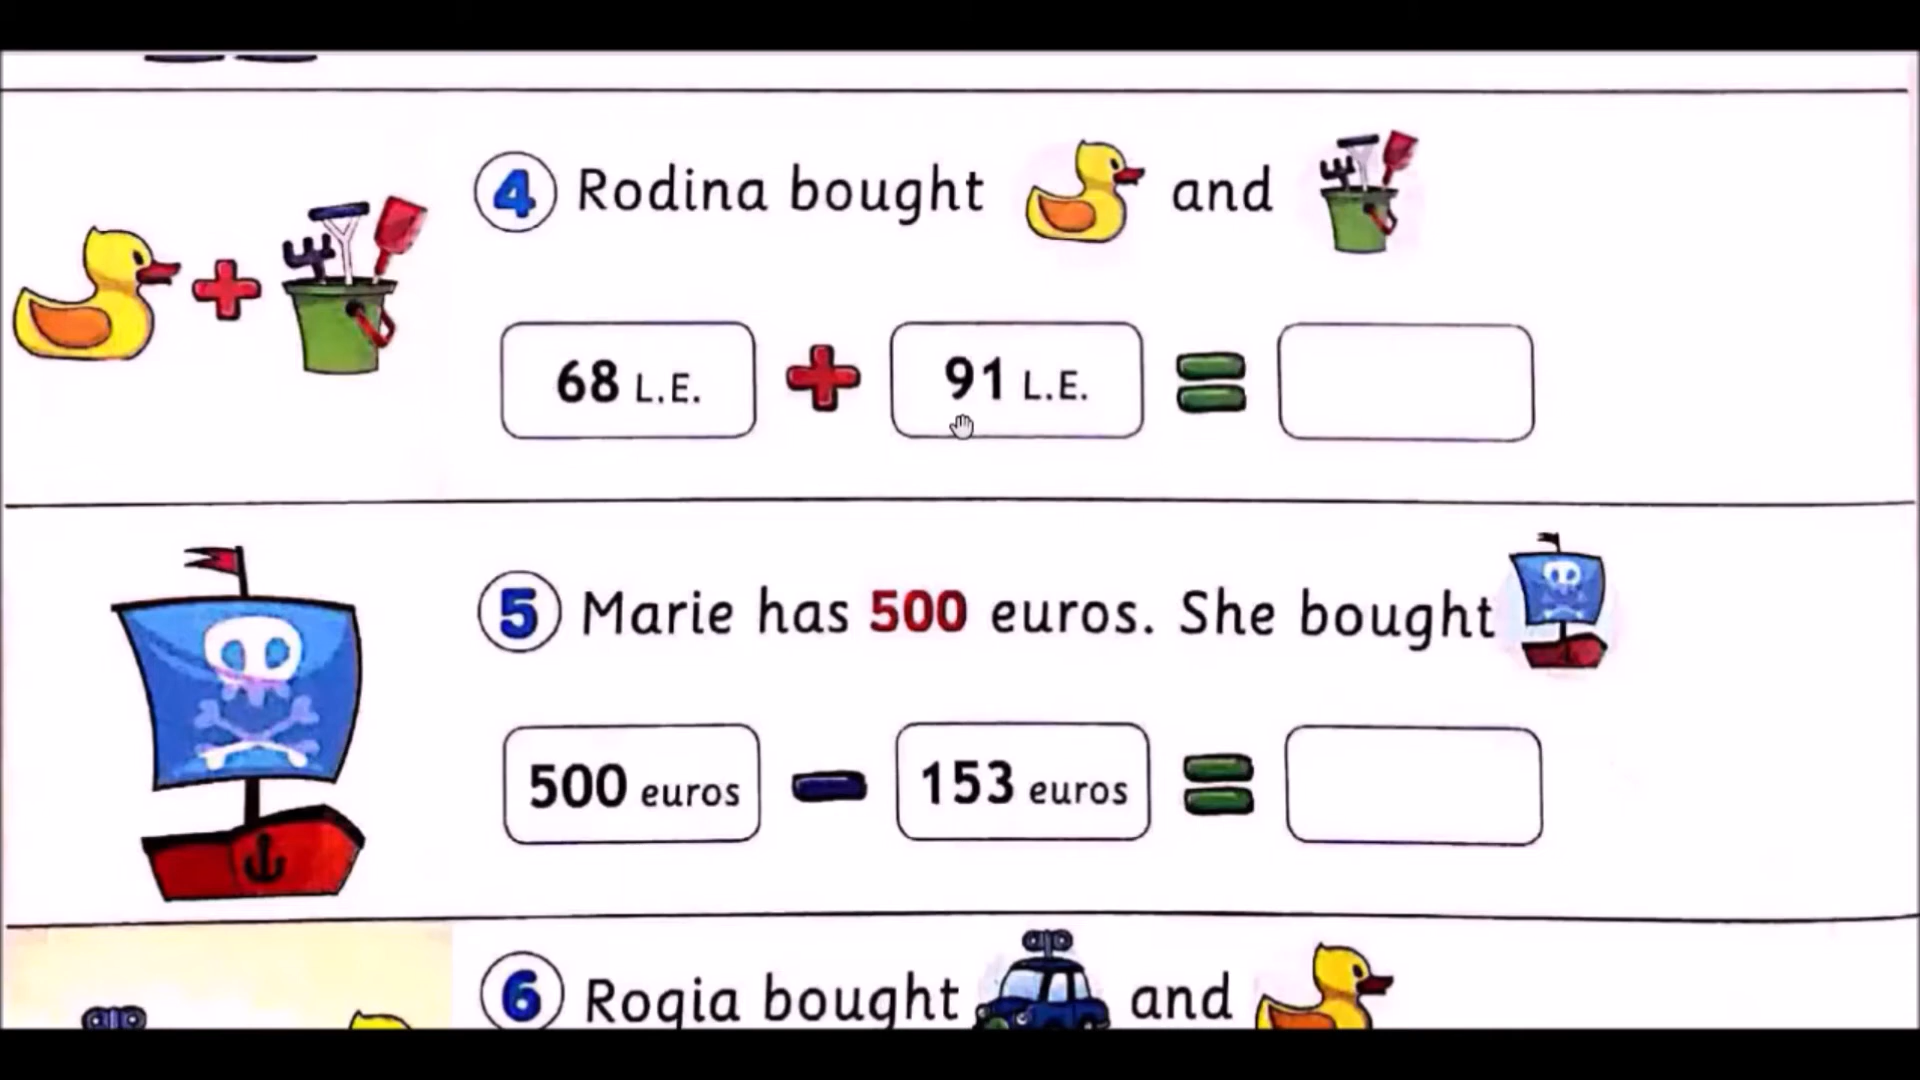 4 Rodina bought and
68 L.E. + 91 L.E. =
5 Marie has 500 euros. She bought
500 euros - 153 euros =
6 Roqia bought and